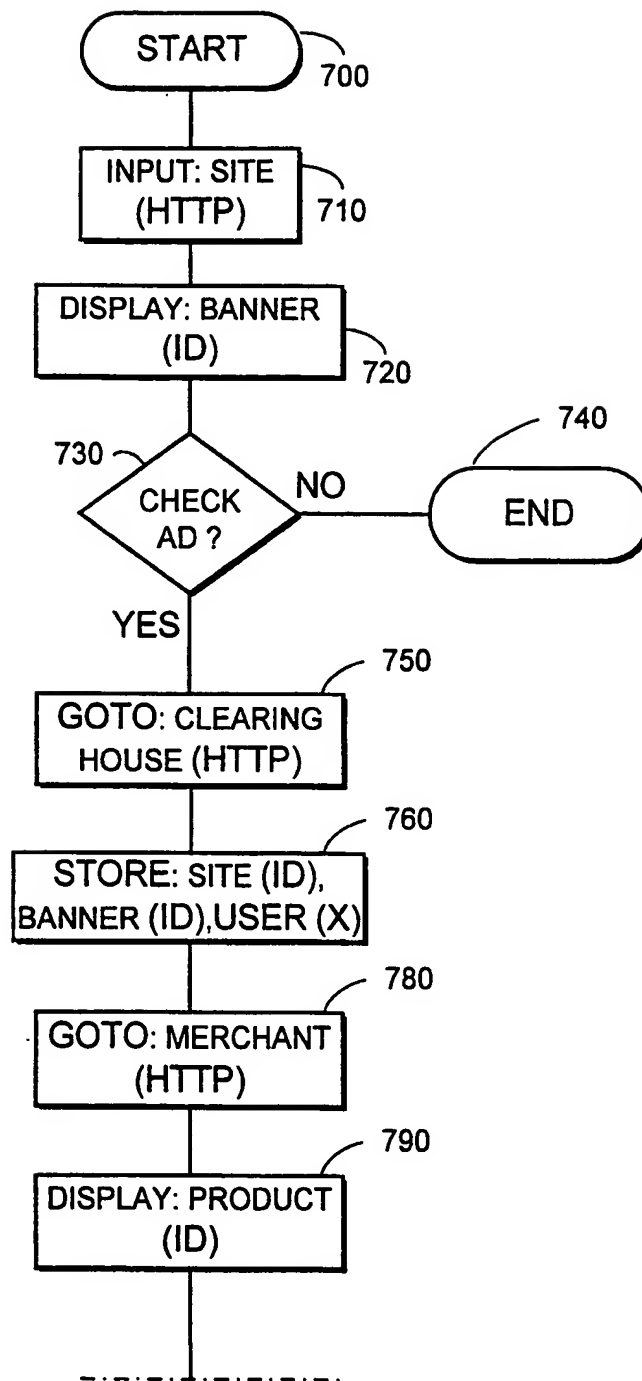 START
700
INPUT: SITE
(HTTP)
710
DISPLAY: BANNER
(ID)
720
730
CHECK
AD ?
NO
740
END
YES
750
GOTO: CLEARING
HOUSE (HTTP)
760
STORE: SITE (ID),
BANNER (ID),USER (X)
780
GOTO: MERCHANT
(HTTP)
790
DISPLAY: PRODUCT
(ID)